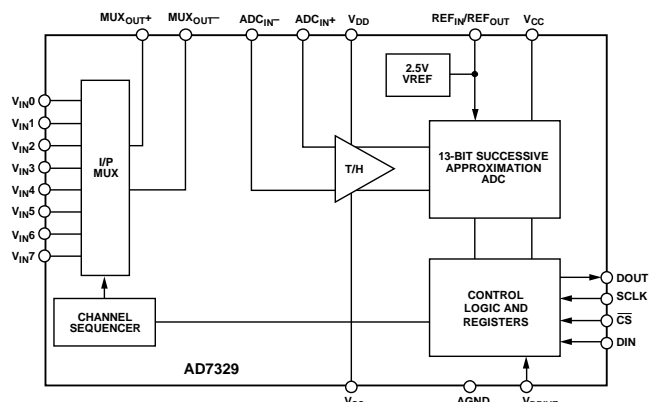 MUXOUT+ MUXOUT– ADCIN– ADCIN+ VDD REFIN/REFOUT VCC
2.5V
VREF
VIN0
VIN1
VIN2
VIN3
VIN4
VIN5
VIN6
VIN7
I/P
MUX
T/H
13-BIT SUCCESSIVE
APPROXIMATION
ADC
CHANNEL
SEQUENCER
CONTROL
LOGIC AND
REGISTERS
DOUT
SCLK
CS
DIN
AD7329
AGND